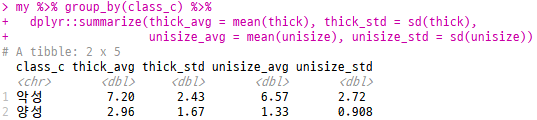 > my %>% group_by(class_c) %>%
+ dplyr::summarize(thick_avg = mean(thick), thick_std = sd(thick),
+ unisize_avg = mean(unisize), unisize_std = sd(unisize))
# A tibble: 2 x 5
class_c thick_avg thick_std unisize_avg unisize_std
<chr> <dbl> <dbl> <dbl> <dbl>
1 악성 7.20 2.43 6.57 2.72
2 양성 2.96 1.67 1.33 0.908